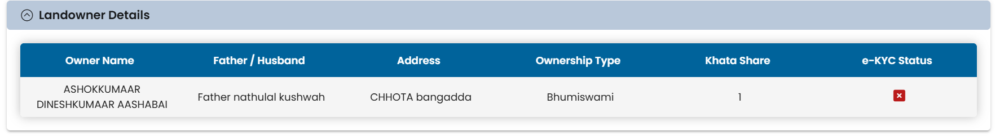 Landowner Details
Owner Name Father / Husband Address Ownership Type Khata Share e-KYC Status
ASHOKKUMAAR
DINESHKUMAAR AASHABAI Father nathulal kushwah CHHOTA bangadda Bhumiswami 1